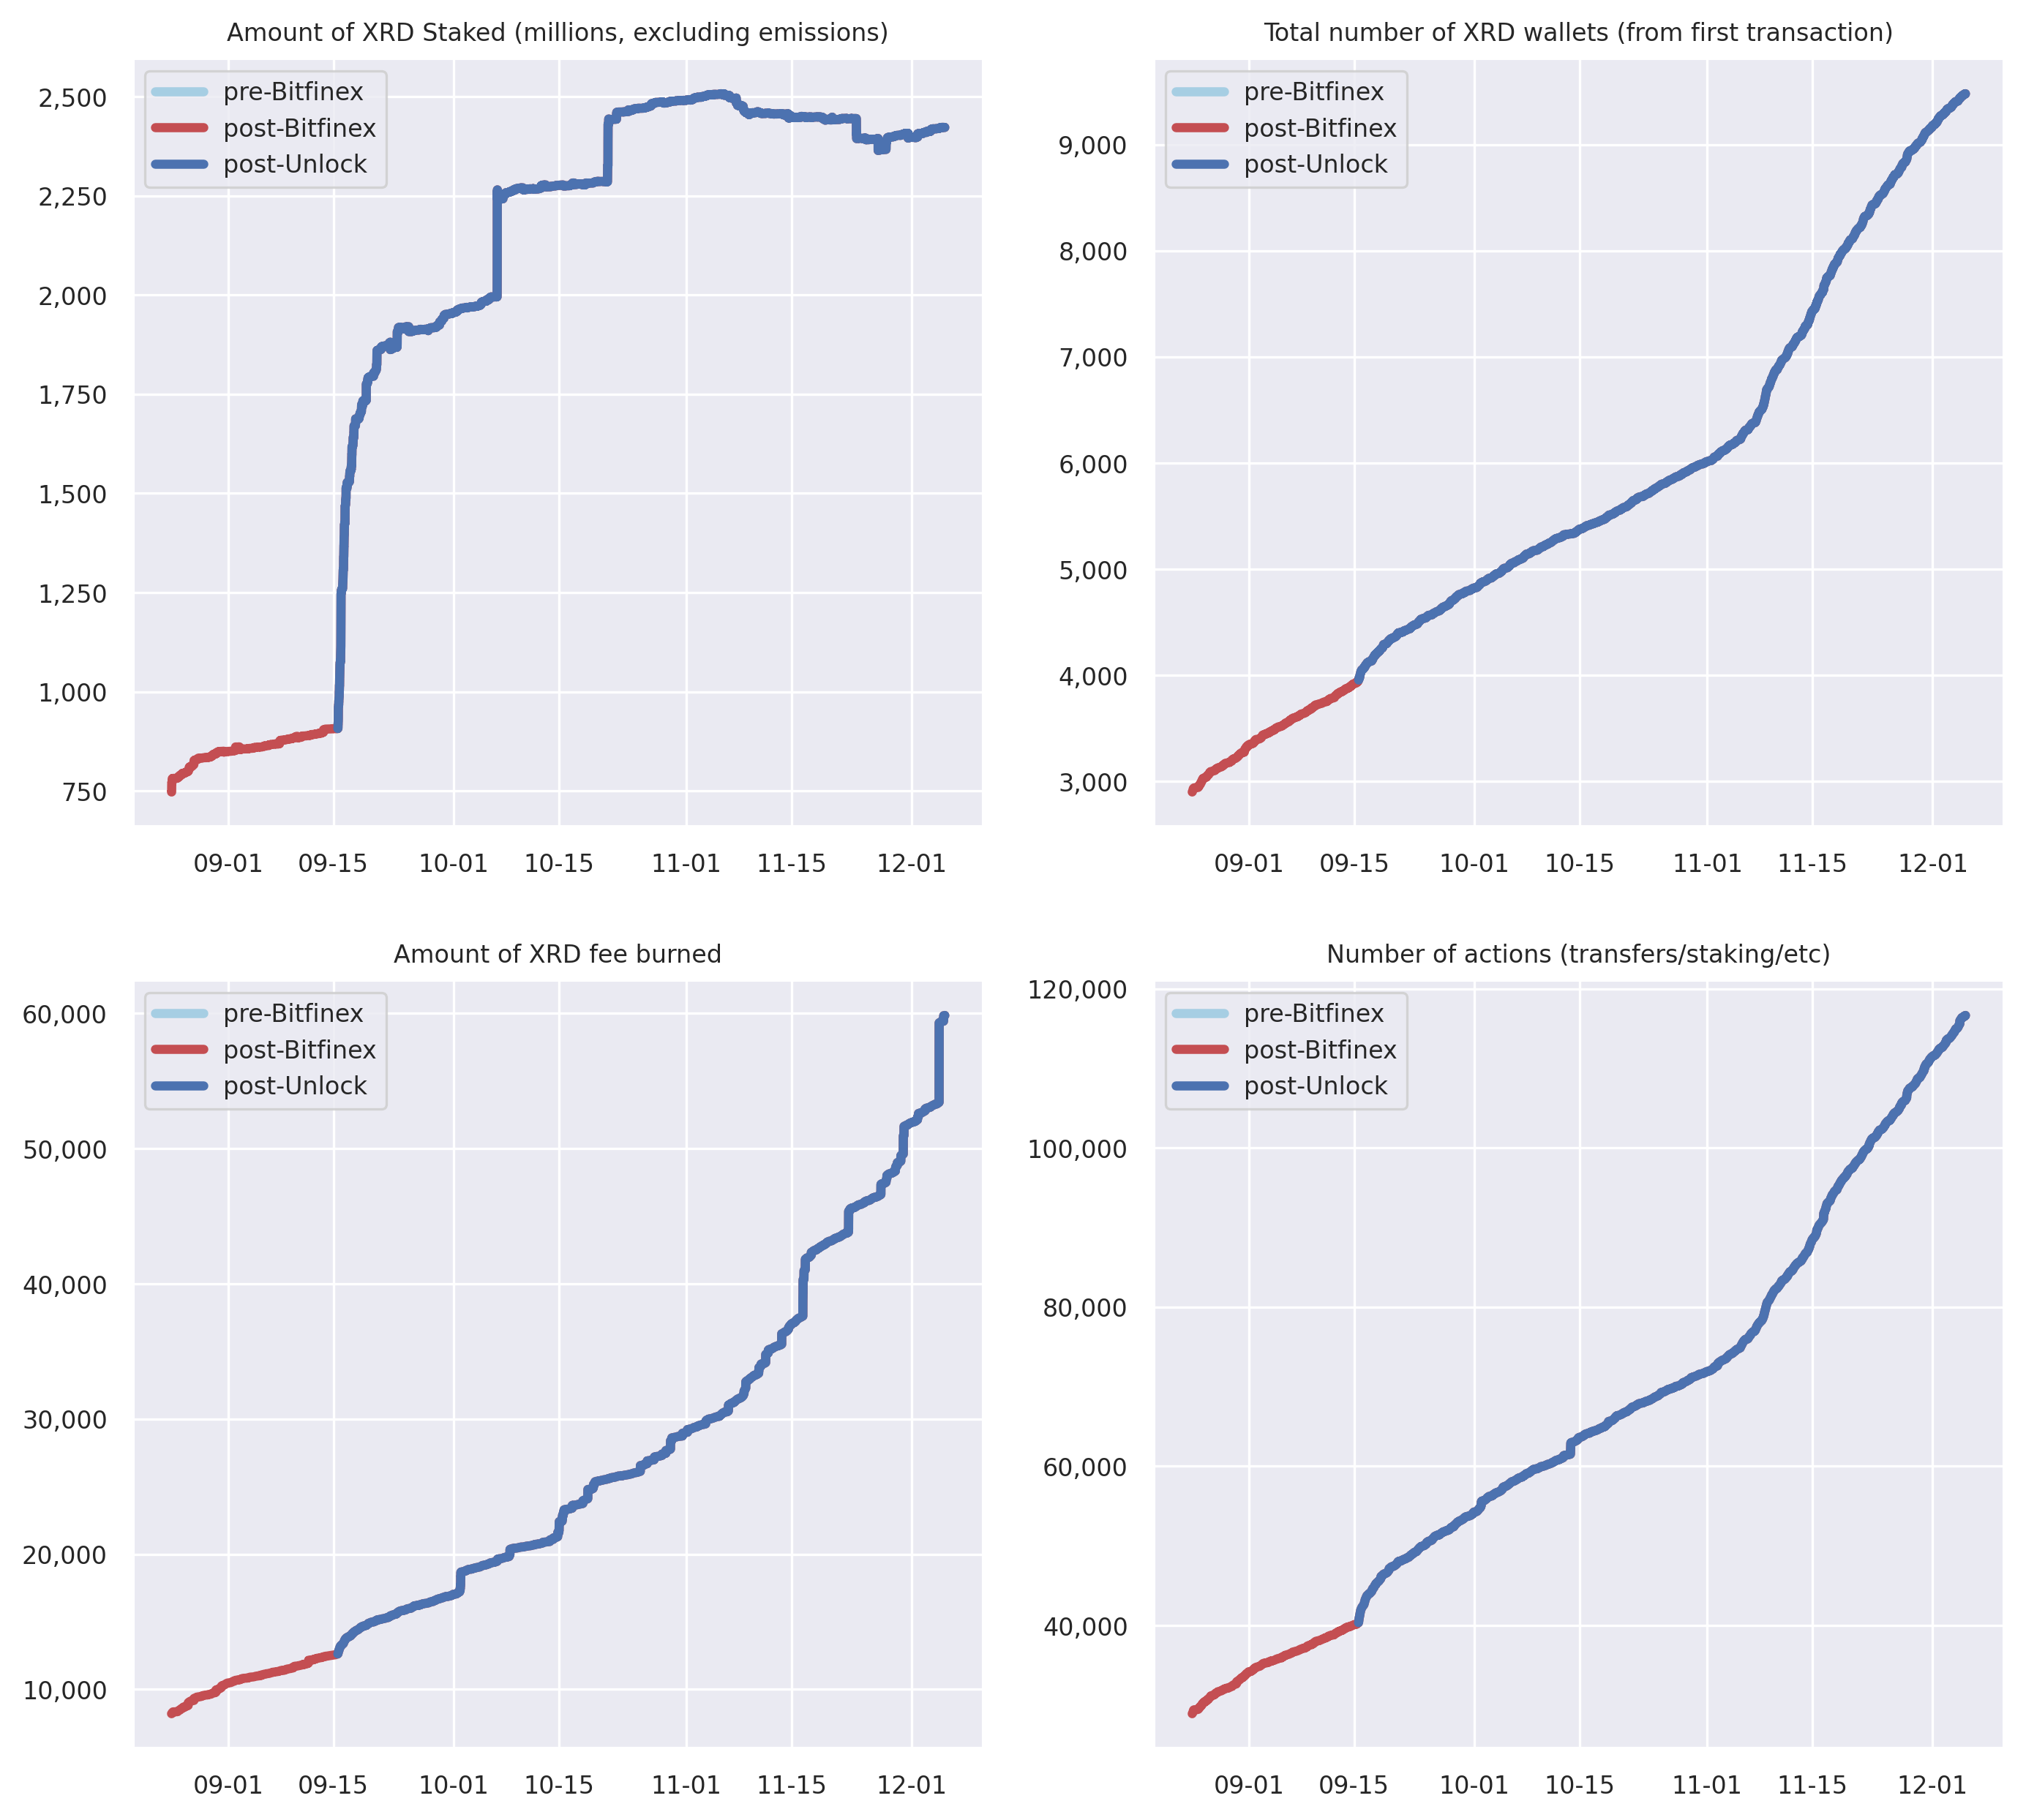 Amount of XRD Staked (millions, excluding emissions)
pre-Bitfinex
post-Bitfinex
post-Unlock
2,500
2,250
2,000
1,750
1,500
1,250
1,000
750
09-01 09-15 10-01 10-15 11-01 11-15 12-01
Total number of XRD wallets (from first transaction)
pre-Bitfinex
post-Bitfinex
post-Unlock
9,000
8,000
7,000
6,000
5,000
4,000
3,000
09-01 09-15 10-01 10-15 11-01 11-15 12-01
Amount of XRD fee burned
pre-Bitfinex
post-Bitfinex
post-Unlock
60,000
50,000
40,000
30,000
20,000
10,000
09-01 09-15 10-01 10-15 11-01 11-15 12-01
Number of actions (transfers/staking/etc)
pre-Bitfinex
post-Bitfinex
post-Unlock
120,000
100,000
80,000
60,000
40,000
09-01 09-15 10-01 10-15 11-01 11-15 12-01